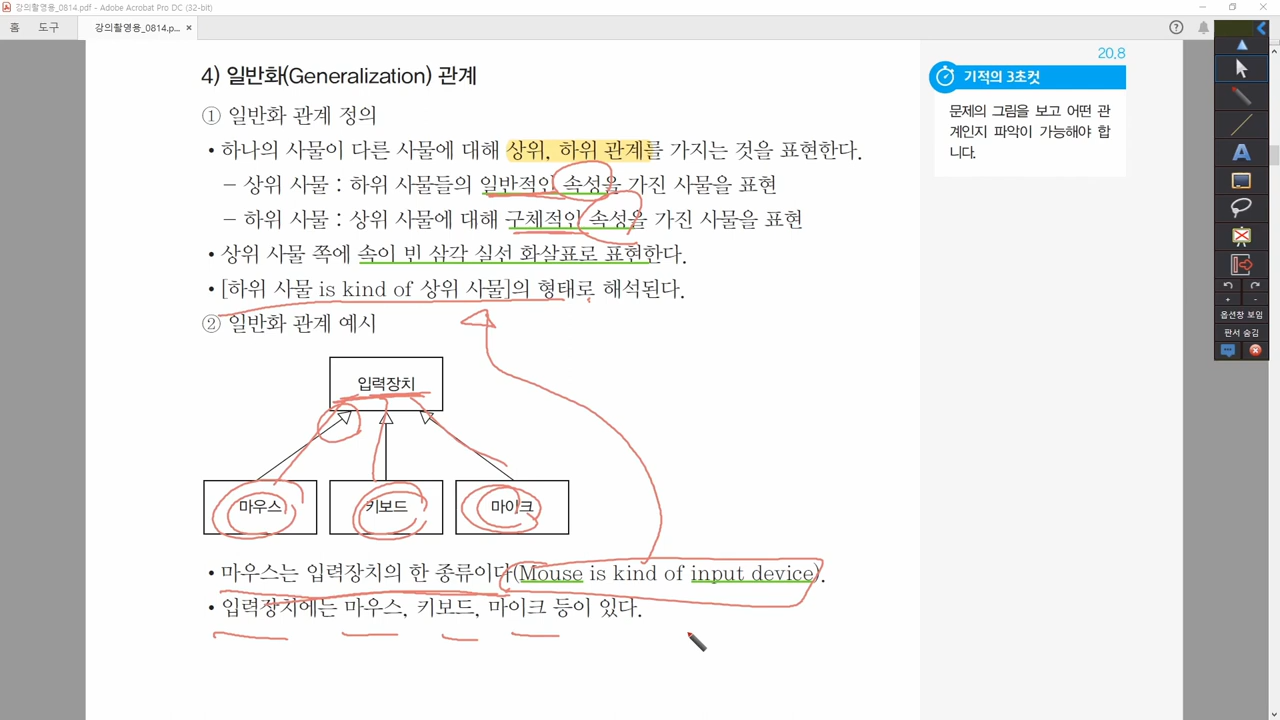 강의촬영용_0814.pdf - Adobe Acrobat Pro DC (32-bit)
홈 도구 강의촬영용_0814.p... ×
20.8
4) 일반화(Generalization) 관계
기적의 3초컷
① 일반화 관계 정의
문제의 그림을 보고 어떤 관
계인지 파악이 가능해야 합
니다.
• 하나의 사물이 다른 사물에 대해 상위, 하위 관계를 가지는 것을 표현한다.
– 상위 사물 : 하위 사물들의 일반적인 속성을 가진 사물을 표현
– 하위 사물 : 상위 사물에 대해 구체적인 속성을 가진 사물을 표현
• 상위 사물 쪽에 속이 빈 삼각 실선 화살표로 표현한다.
• [하위 사물 is kind of 상위 사물]의 형태로 해석된다.
② 일반화 관계 예시
입력장치
마우스 키보드 마이크
• 마우스는 입력장치의 한 종류이다(Mouse is kind of input device).
• 입력장치에는 마우스, 키보드, 마이크 등이 있다.
A
+ -
옵션창 보임
판서 숨김